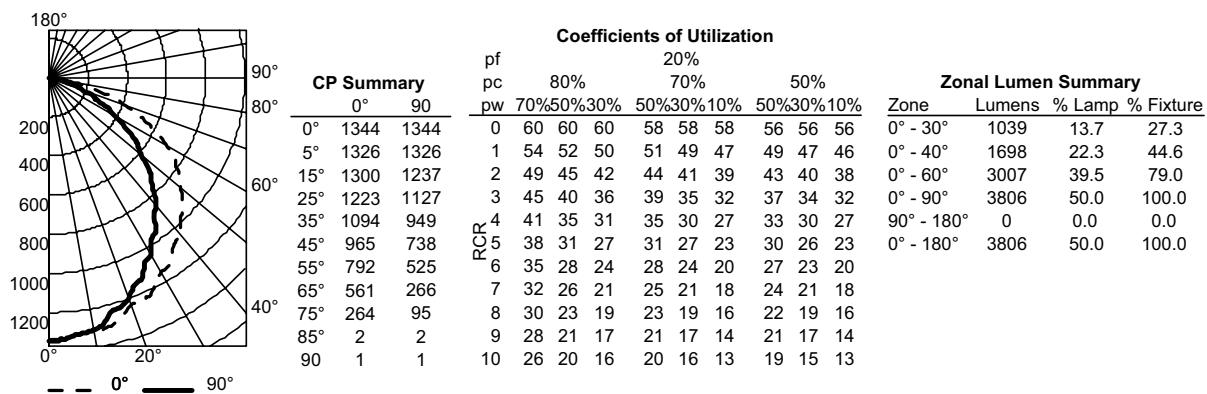 180°
90°
80°
60°
40°
200
400
600
800
1000
1200
0°
20°
0° 90°
CP Summary
0° 90
0° 1344 1344
5° 1326 1326
15° 1300 1237
25° 1223 1127
35° 1094 949
45° 965 738
55° 792 525
65° 561 266
75° 264 95
85° 2 2
90 1 1
Coefficients of Utilization
pf 20%
pc 80% 70% 50%
pw 70%50%30% 50%30%10% 50%30%10%
RCR
0 60 60 60 58 58 58 56 56 56
1 54 52 50 51 49 47 49 47 46
2 49 45 42 44 41 39 43 40 38
3 45 40 36 39 35 32 37 34 32
4 41 35 31 35 30 27 33 30 27
5 38 31 27 31 27 23 30 26 23
6 35 28 24 28 24 20 27 23 20
7 32 26 21 25 21 18 24 21 18
8 30 23 19 23 19 16 22 19 16
9 28 21 17 21 17 14 21 17 14
10 26 20 16 20 16 13 19 15 13
Zonal Lumen Summary
Zone Lumens % Lamp % Fixture
0° - 30° 1039 13.7 27.3
0° - 40° 1698 22.3 44.6
0° - 60° 3007 39.5 79.0
0° - 90° 3806 50.0 100.0
90° - 180° 0 0.0 0.0
0° - 180° 3806 50.0 100.0